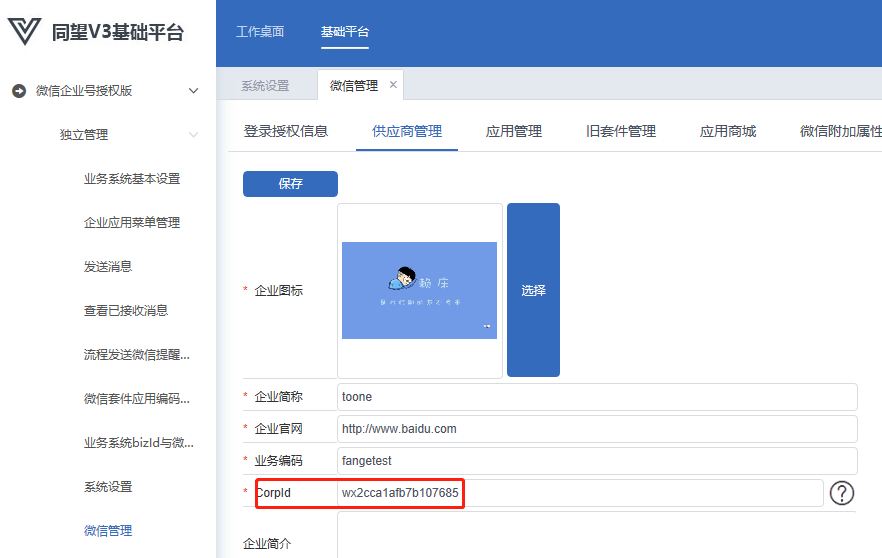 同望V3基础平台
工作桌面
基础平台
系统设置
微信管理
微信企业号授权版
独立管理
业务系统基本设置
企业应用菜单管理
发送消息
查看已接收消息
流程发送微信提醒...
微信套件应用编码...
业务系统bizId与微...
系统设置
微信管理
登录授权信息
供应商管理
应用管理
旧套件管理
应用商城
微信附加属性
保存
* 企业图标
赖床
选择
* 企业简称 toone
* 企业官网 http://www.baidu.com
* 业务编码 fangetest
* CorpId wx2cca1afb7b107685
企业简介